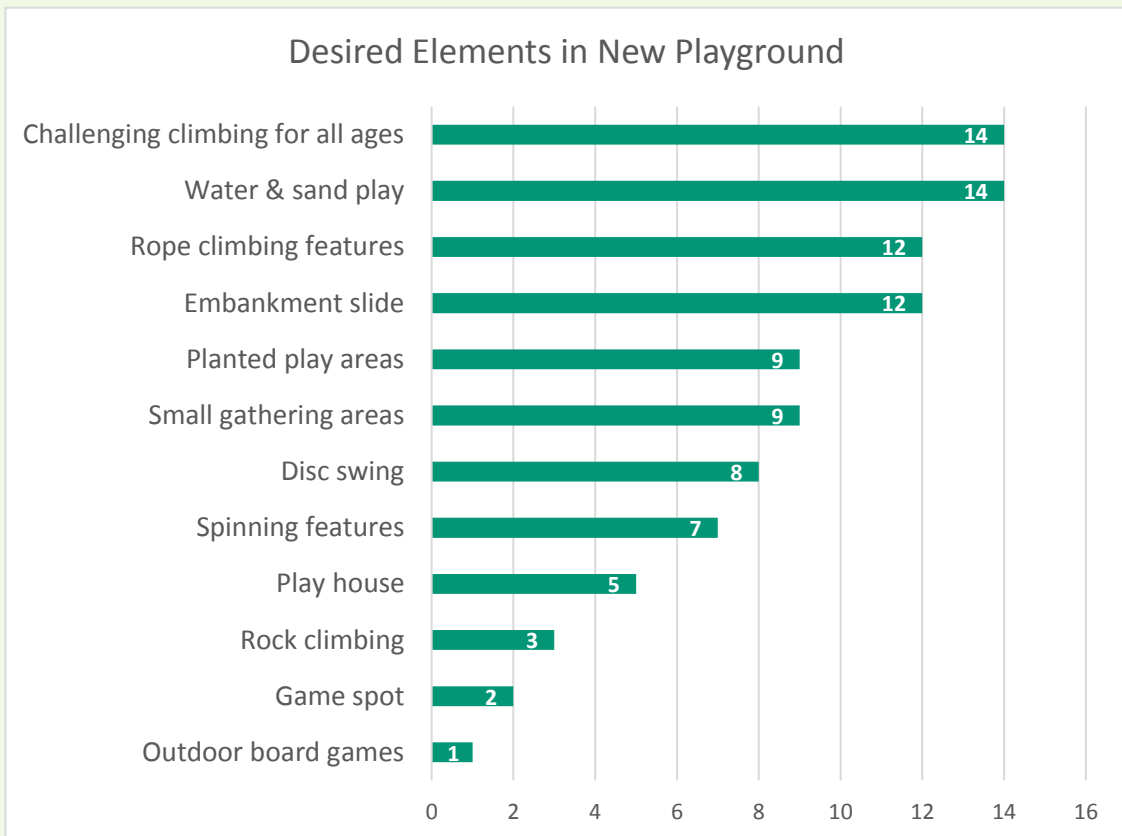 Desired Elements in New Playground
Challenging climbing for all ages 14
Water & sand play 14
Rope climbing features 12
Embankment slide 12
Planted play areas 9
Small gathering areas 9
Disc swing 8
Spinning features 7
Play house 5
Rock climbing 3
Game spot 2
Outdoor board games 1
0 2 4 6 8 10 12 14 16